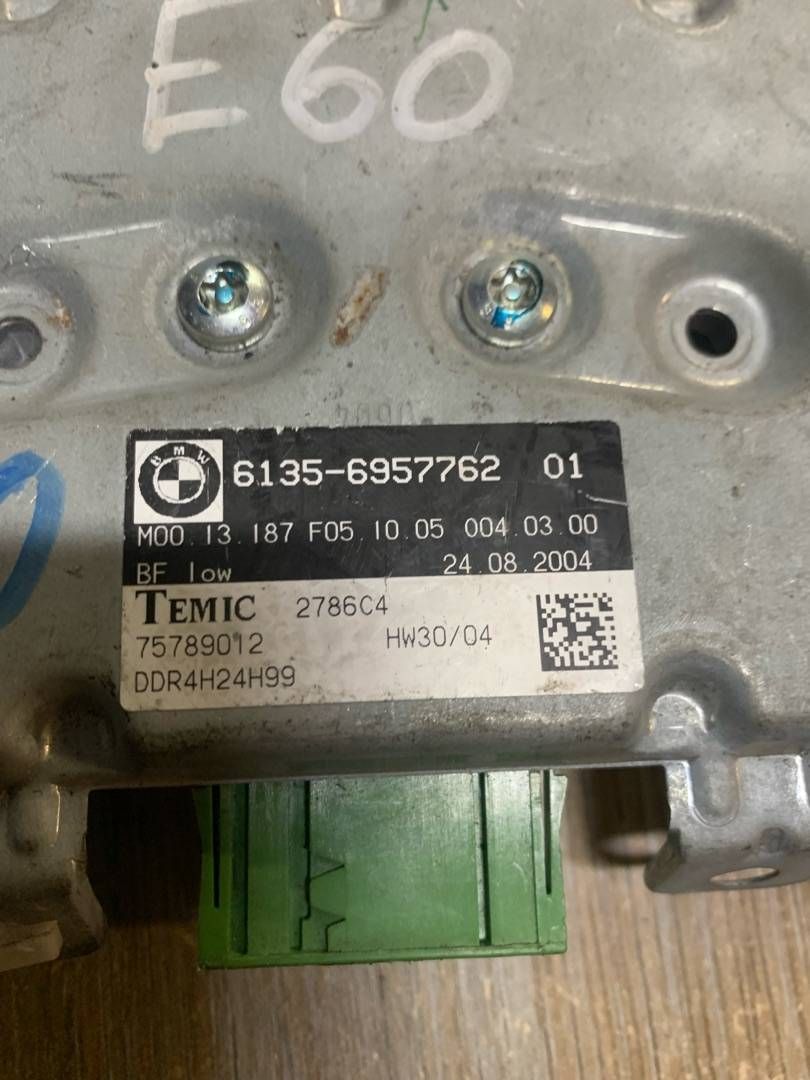 E60
BMW
6135-6957762 01
M00.13.187 F05.10.05 004.03.00
BF low 24.08.2004
TEMIC 2786C4
75789012 HW30/04
DDR4H24H99